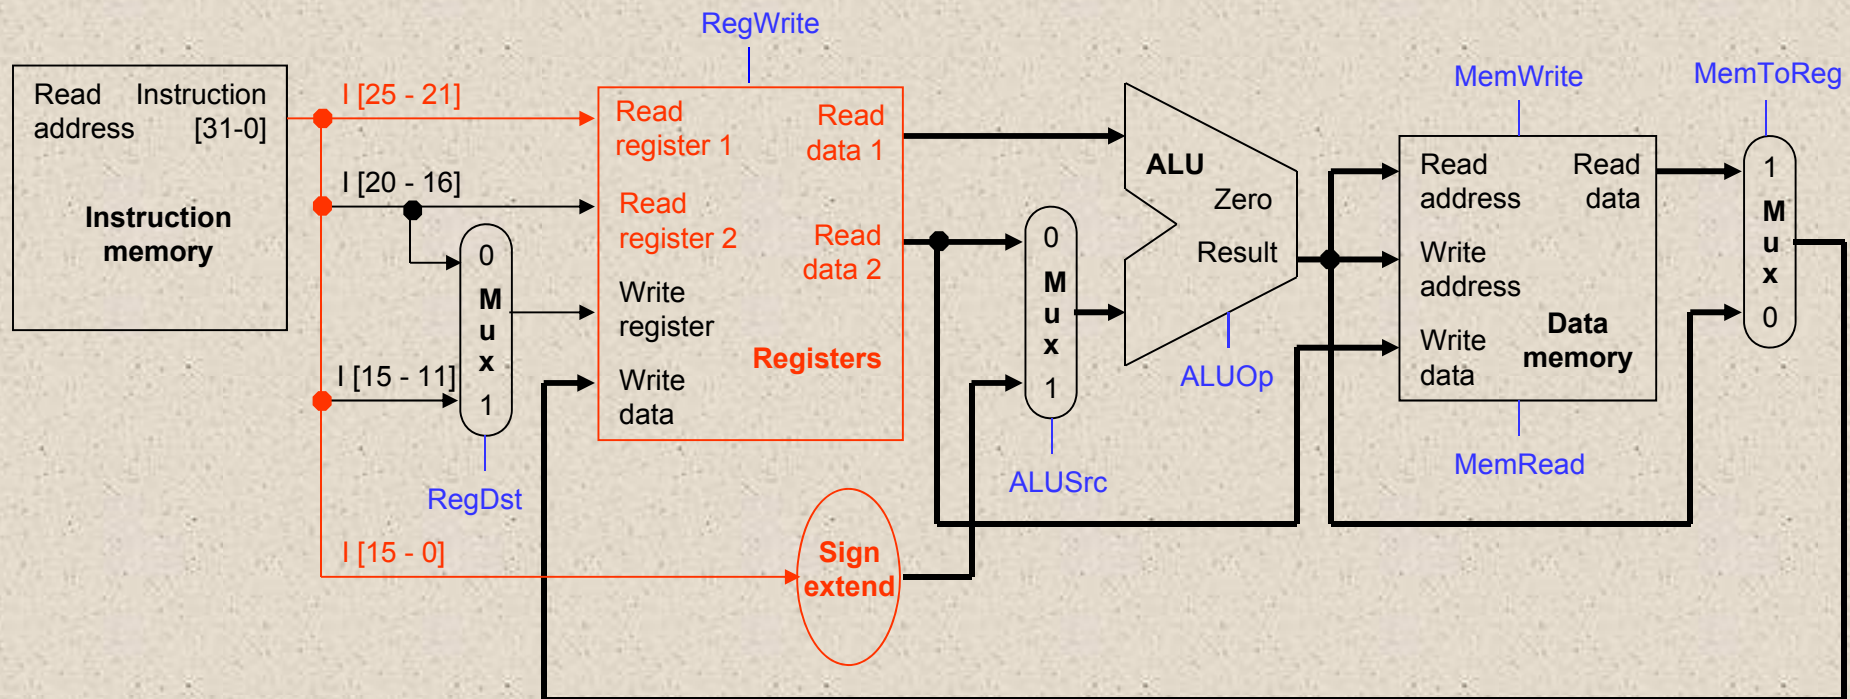 RegWrite
Read Instruction
address [31-0]
Instruction
memory
I [25 - 21]
I [20 - 16]
I [15 - 11]
I [15 - 0]
0
M
u
x
1
RegDst
Read
register 1
Read
data 1
Read
register 2
Read
data 2
Write
register
Registers
Write
data
Sign
extend
0
M
u
x
1
ALUSrc
ALU
Zero
Result
ALUOp
MemWrite
Read
address
Read
data
Write
address
Write
data
Data
memory
MemRead
MemToReg
1
M
u
x
0